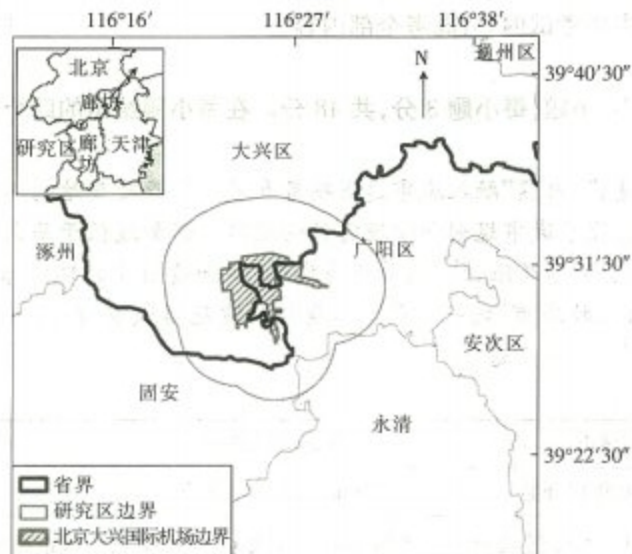 116°16′ 116°27′ 116°38′
通州区
N
39°40′30″
北京
廊坊
研究区
廊坊
天津
大兴区
涿州
广阳区
39°31′30″
安次区
固安
永清
39°22′30″
省界
研究区边界
北京大兴国际机场边界